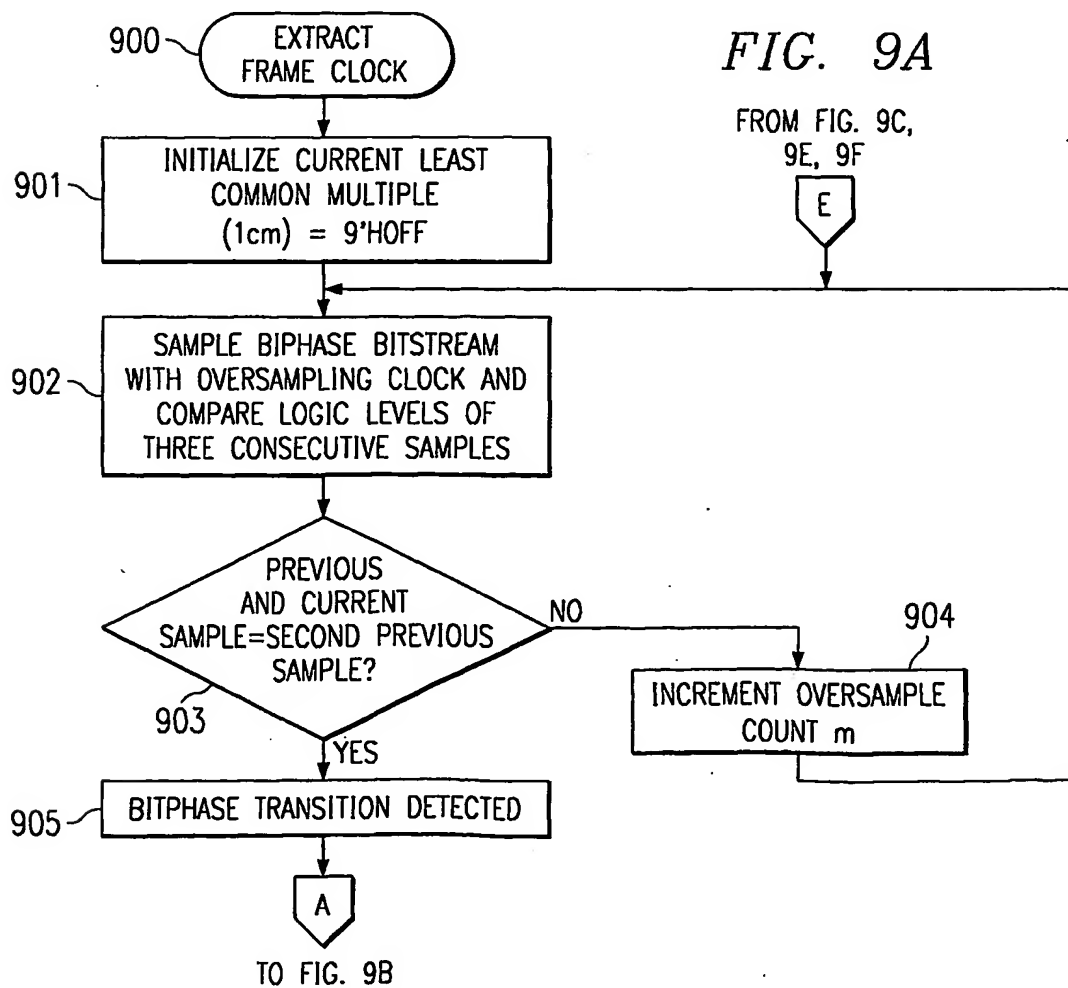 FIG. 9A
900
EXTRACT
FRAME CLOCK
901
INITIALIZE CURRENT LEAST
COMMON MULTIPLE
(1cm) = 9'HOFF
FROM FIG. 9C,
9E, 9F
E
902
SAMPLE BIPHASE BITSTREAM
WITH OVERSAMPLING CLOCK AND
COMPARE LOGIC LEVELS OF
THREE CONSECUTIVE SAMPLES
PREVIOUS
AND CURRENT
SAMPLE=SECOND PREVIOUS
SAMPLE?
903
NO
904
INCREMENT OVERSAMPLE
COUNT m
YES
905
BITPHASE TRANSITION DETECTED
A
TO FIG. 9B